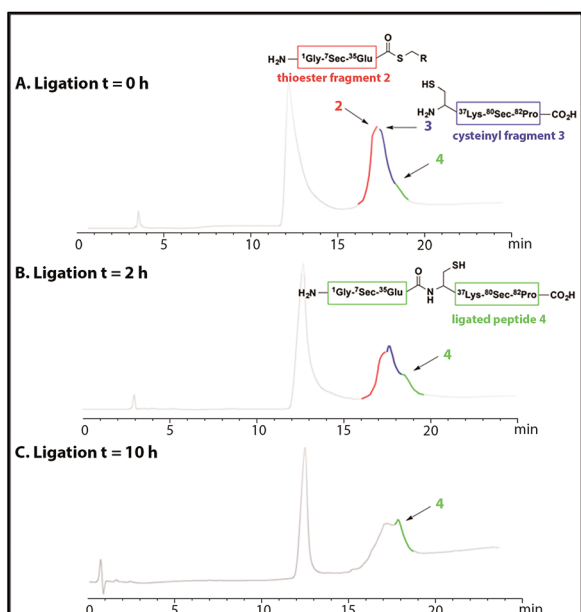 A. Ligation t = 0 h
H₂N
¹Gly-⁷Sec-³⁵Glu
O
S
R
thioester fragment 2
HS
H₂N
³⁷Lys-⁸⁰Sec-⁸²Pro
CO₂H
cysteinyl fragment 3
2
3
4
0 5 10 15 20 min
B. Ligation t = 2 h
H₂N
¹Gly-⁷Sec-³⁵Glu
O
N
H
SH
³⁷Lys-⁸⁰Sec-⁸²Pro
CO₂H
ligated peptide 4
4
0 5 10 15 20 min
C. Ligation t = 10 h
4
0 5 10 15 20 min